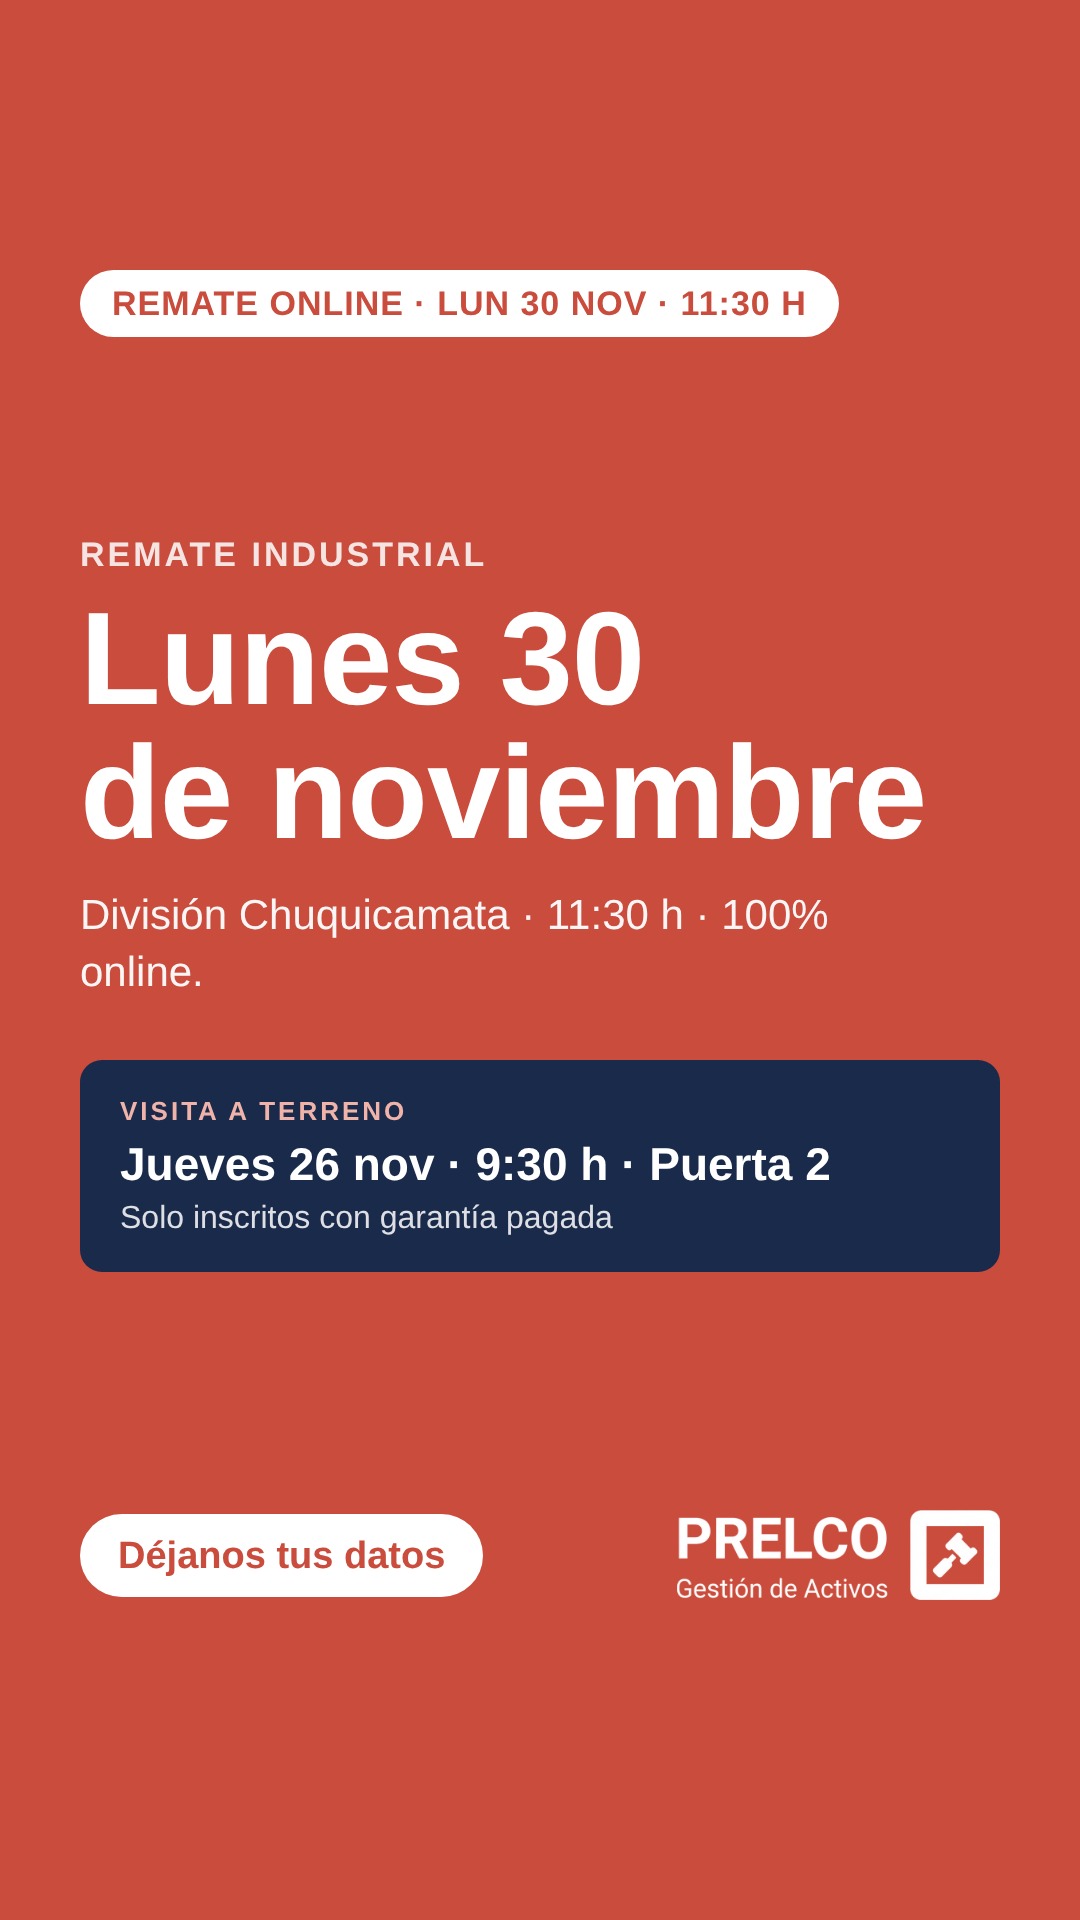 REMATE ONLINE · LUN 30 NOV · 11:30 H
REMATE INDUSTRIAL
Lunes 30
de noviembre
División Chuquicamata · 11:30 h · 100%
online.
VISITA A TERRENO
Jueves 26 nov · 9:30 h · Puerta 2
Solo inscritos con garantía pagada
Déjanos tus datos
PRELCO
Gestión de Activos